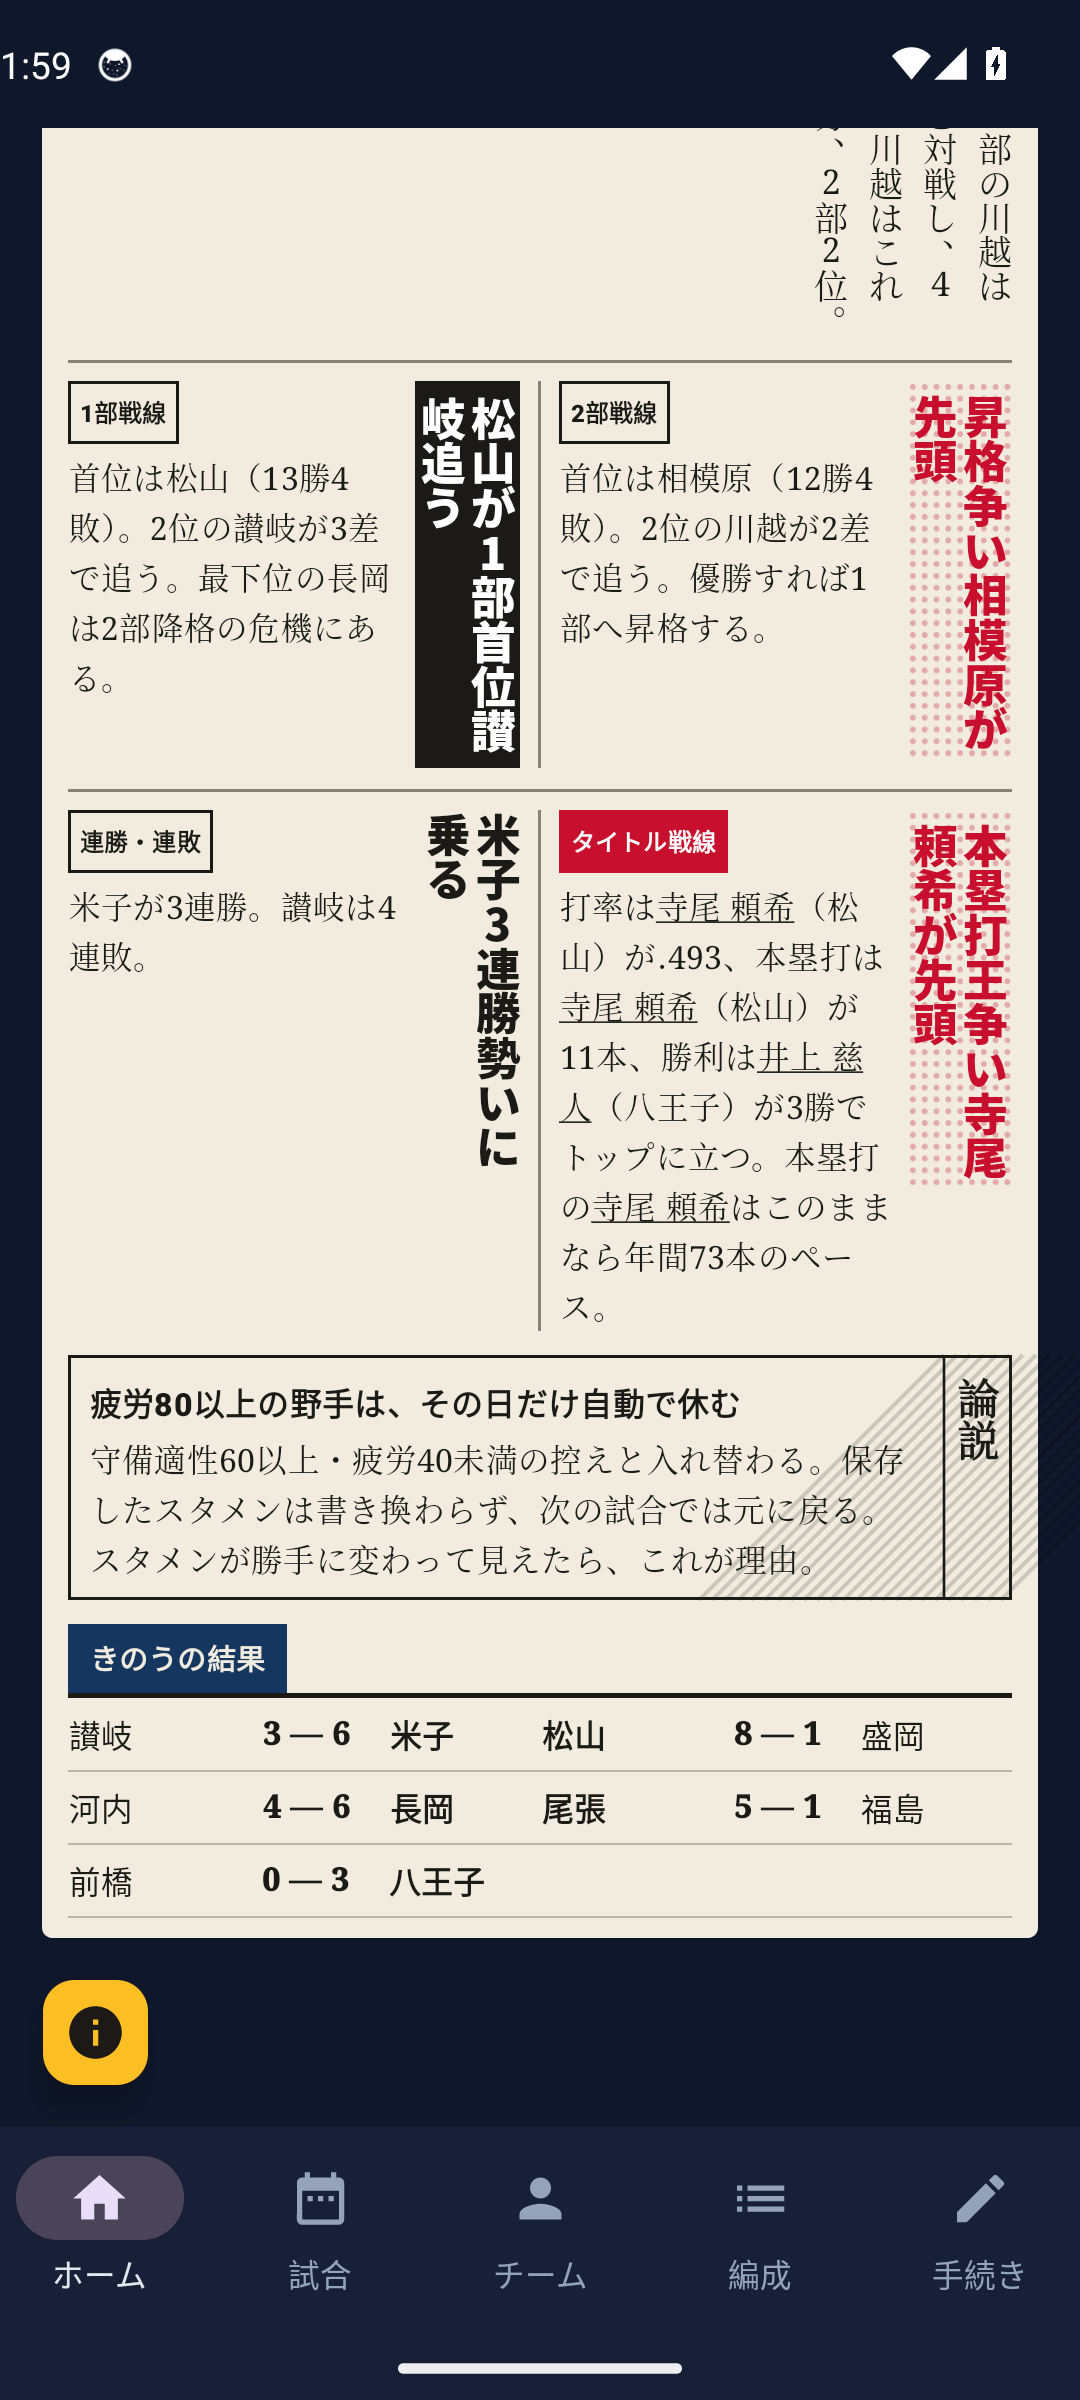 1:59
部の川越は
対戦し、4
川越はこれ
、2部2位。
2部戦線
昇格争い相模原が
先頭
首位は相模原（12勝4
敗）。2位の川越が2差
で追う。優勝すれば1
部へ昇格する。
1部戦線
松山が1部首位讃
岐追う
首位は松山（13勝4
敗）。2位の讃岐が3差
で追う。最下位の長岡
は2部降格の危機にあ
る。
タイトル戦線
本塁打王争い寺尾
頼希が先頭
打率は寺尾 頼希（松
山）が.493、本塁打は
寺尾 頼希（松山）が
11本、勝利は井上 慈
人（八王子）が3勝で
トップに立つ。本塁打
の寺尾 頼希はこのまま
なら年間73本のペー
ス。
連勝・連敗
米子3連勝勢いに
乗る
米子が3連勝。讃岐は4
連敗。
論説
疲労80以上の野手は、その日だけ自動で休む
守備適性60以上・疲労40未満の控えと入れ替わる。保存
したスタメンは書き換わらず、次の試合では元に戻る。
スタメンが勝手に変わって見えたら、これが理由。
きのうの結果
讃岐 3 — 6 米子 松山 8 — 1 盛岡
河内 4 — 6 長岡 尾張 5 — 1 福島
前橋 0 — 3 八王子
ホーム 試合 チーム 編成 手続き